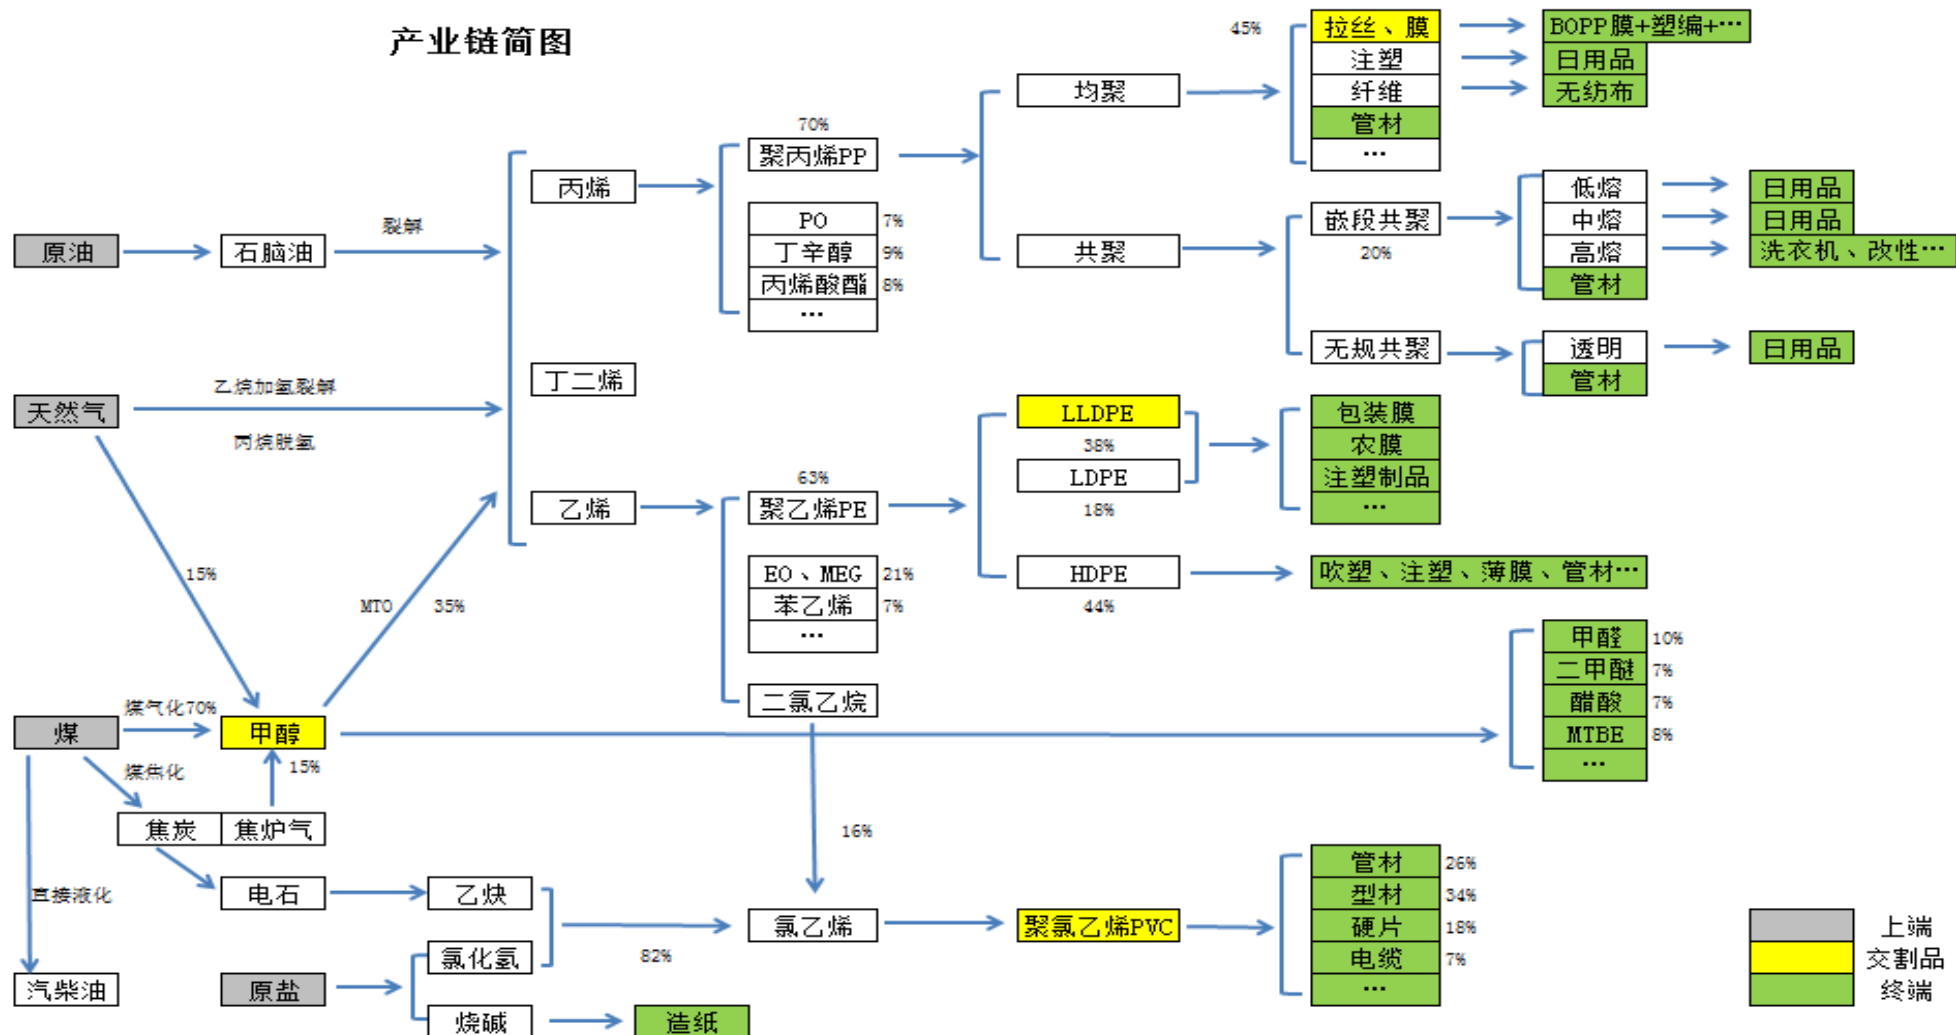 产业链简图
45%
拉丝、膜
BOPP膜+塑编+…
注塑
日用品
纤维
无纺布
管材
…
均聚
70%
聚丙烯PP
丙烯
PO
7%
丁辛醇
9%
丙烯酸酯
8%
…
共聚
嵌段共聚
20%
低熔
日用品
中熔
日用品
高熔
洗衣机、改性…
管材
无规共聚
透明
日用品
管材
原油
石脑油
裂解
丁二烯
天然气
乙烷加氢裂解
丙烷脱氢
LLDPE
38%
LDPE
18%
包装膜
农膜
注塑制品
…
63%
乙烯
聚乙烯PE
EO、MEG
21%
苯乙烯
7%
…
HDPE
44%
吹塑、注塑、薄膜、管材…
15%
MTO
35%
二氯乙烷
甲醛
10%
二甲醚
7%
醋酸
7%
MTBE
8%
…
煤
煤气化70%
甲醇
煤焦化
15%
焦炭
焦炉气
16%
直接液化
电石
乙炔
氯化氢
82%
氯乙烯
聚氯乙烯PVC
管材
26%
型材
34%
硬片
18%
电缆
7%
…
汽柴油
原盐
烧碱
造纸
上端
交割品
终端